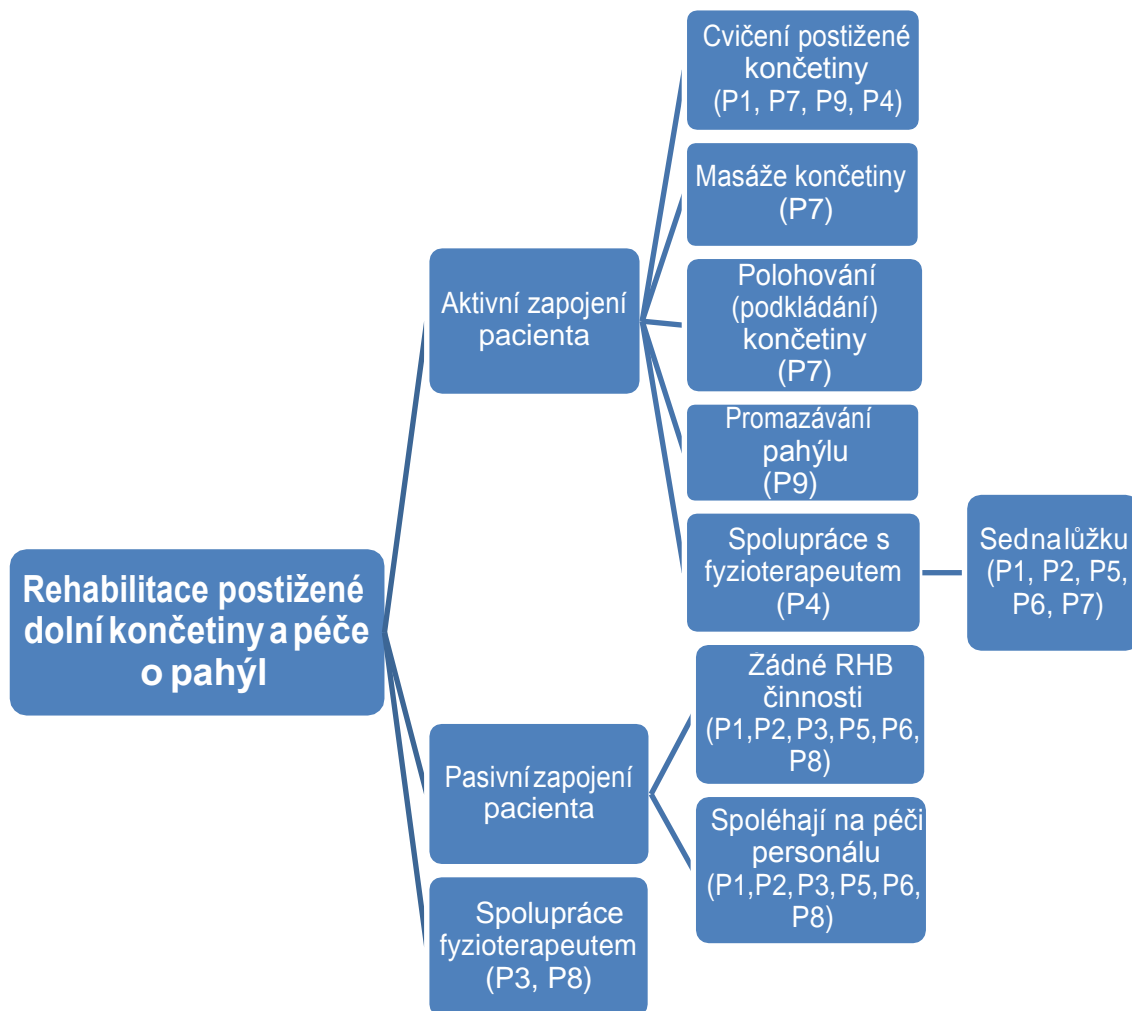 Rehabilitace postižené
dolní končetiny a péče
o pahýl
Aktivní zapojení
pacienta
Cvičení postižené
končetiny
(P1, P7, P9, P4)
Masáže končetiny
(P7)
Polohování
(podkládání)
končetiny
(P7)
Promazávání
pahýlu
(P9)
Spolupráce s
fyzioterapeutem
(P4)
Sed na lůžku
(P1, P2, P5,
P6, P7)
Pasivní zapojení
pacienta
Žádné RHB
činnosti
(P1,P2, P3, P5, P6,
P8)
Spoléhají na péči
personálu
(P1,P2, P3, P5, P6,
P8)
Spolupráce
fyzioterapeutem
(P3, P8)